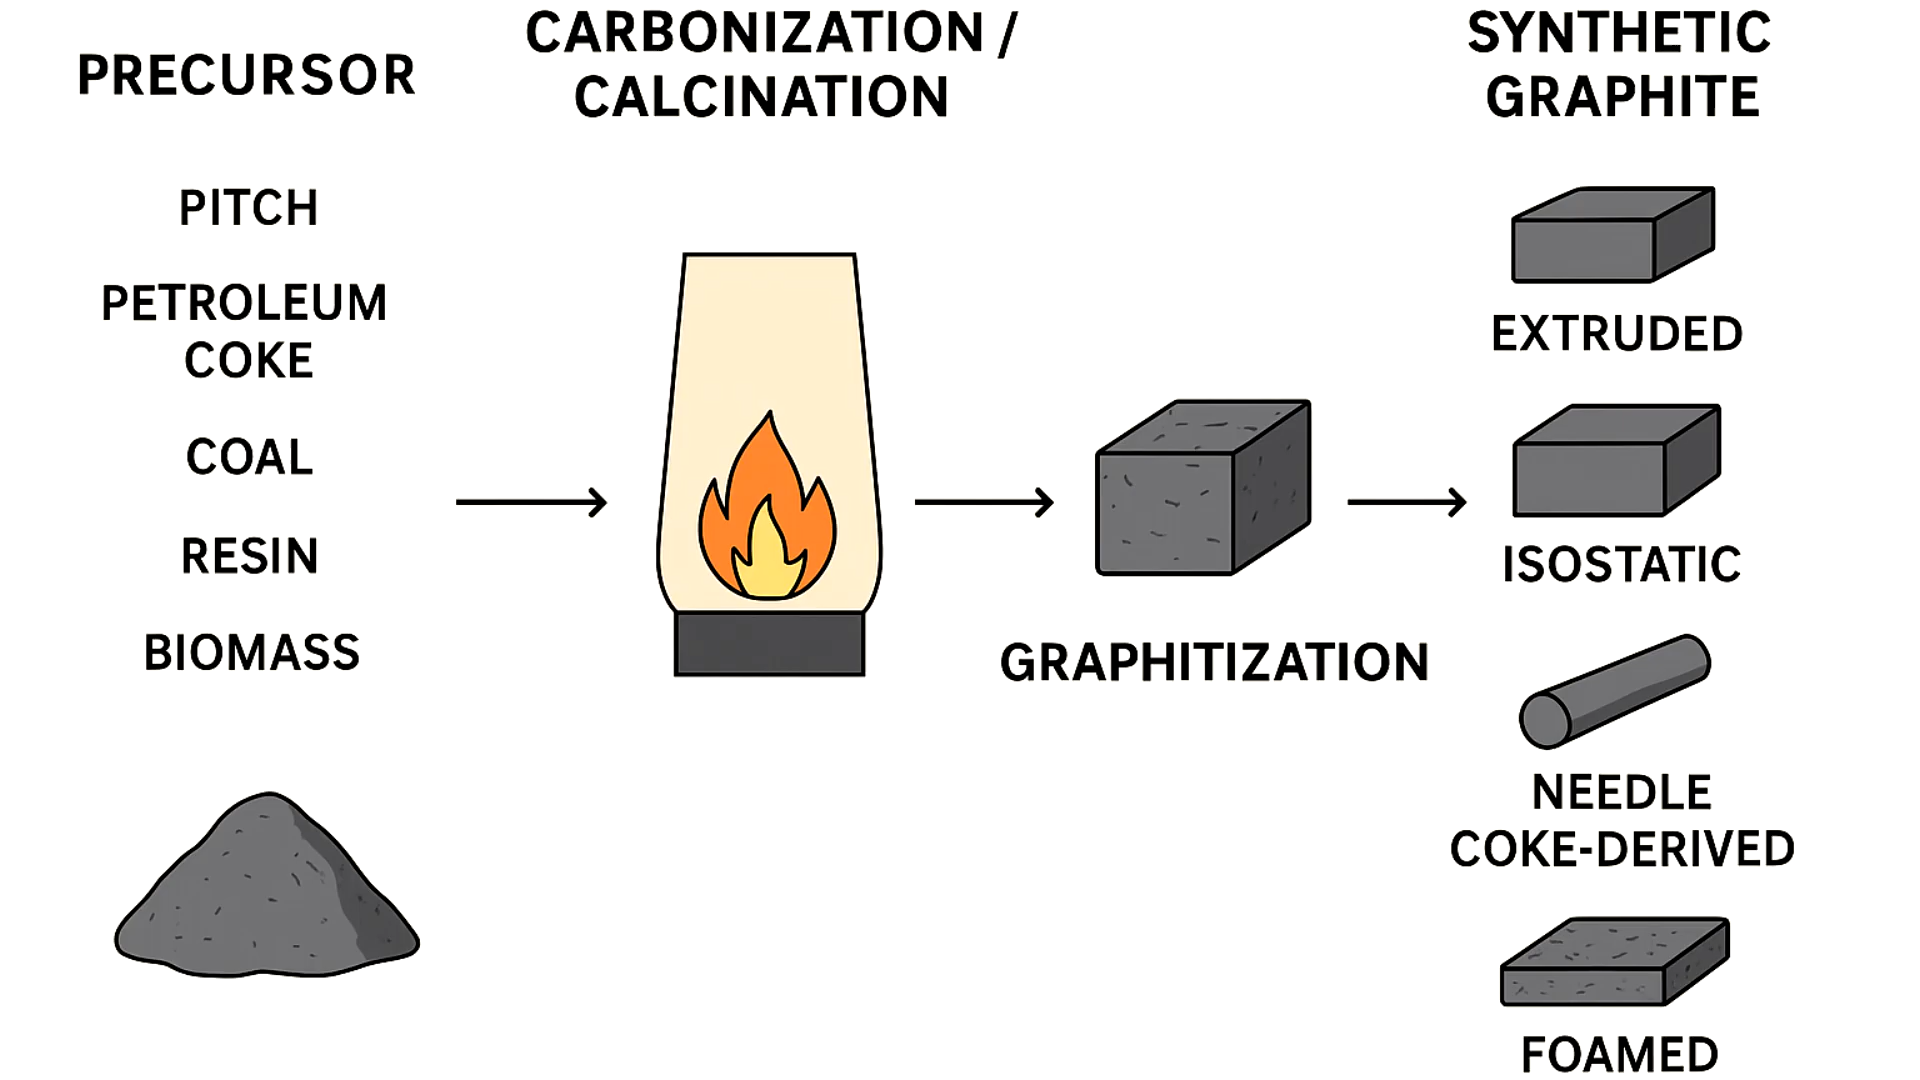 PRECURSOR
PITCH
PETROLEUM
COKE
COAL
RESIN
BIOMASS
CARBONIZATION /
CALCINATION
GRAPHITIZATION
SYNTHETIC
GRAPHITE
EXTRUDED
ISOSTATIC
NEEDLE
COKE-DERIVED
FOAMED